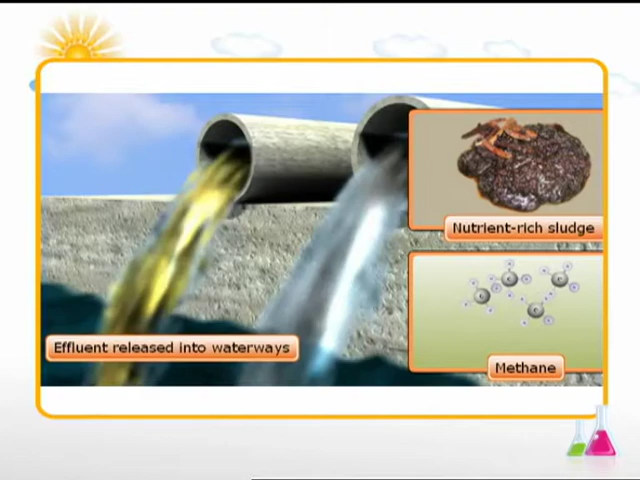 Nutrient-rich sludge
Effluent released into waterways
Methane